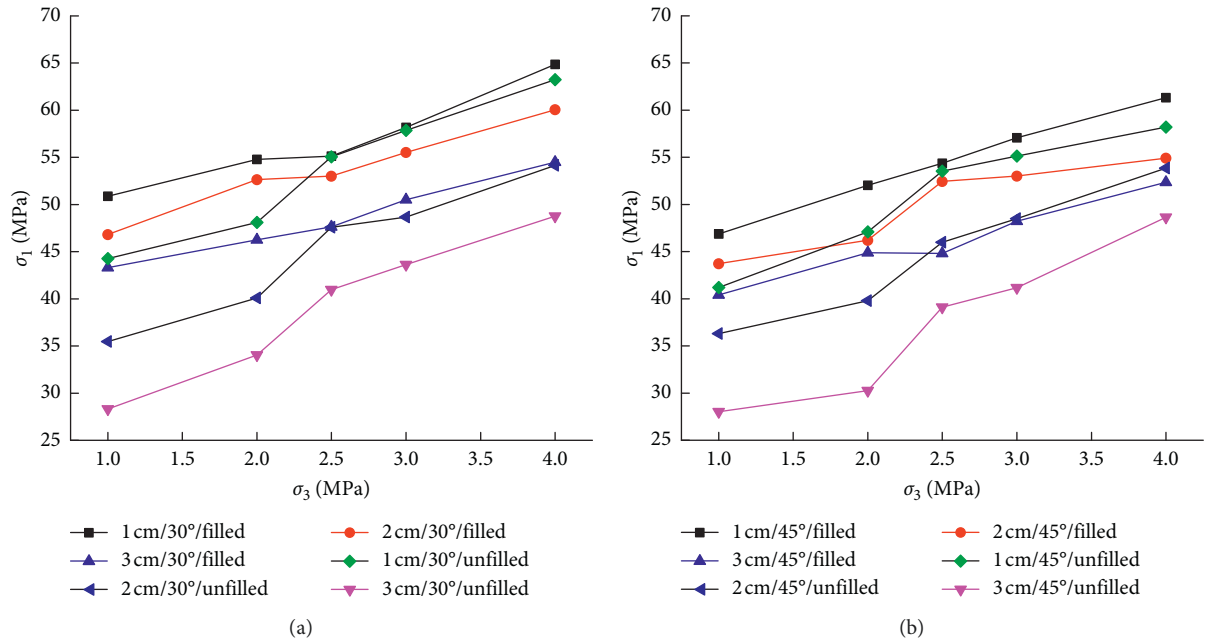 70
65
60
55
50
45
40
35
30
25
σ1 (MPa)
1.0 1.5 2.0 2.5 3.0 4.0
σ3 (MPa)
1 cm/30°/filled 2 cm/30°/filled
3 cm/30°/filled 1 cm/30°/unfilled
2 cm/30°/unfilled 3 cm/30°/unfilled
(a)
70
65
60
55
50
45
40
35
30
25
σ1 (MPa)
1.0 1.5 2.0 2.5 3.0 4.0
σ3 (MPa)
1 cm/45°/filled 2 cm/45°/filled
3 cm/45°/filled 1 cm/45°/unfilled
2 cm/45°/unfilled 3 cm/45°/unfilled
(b)